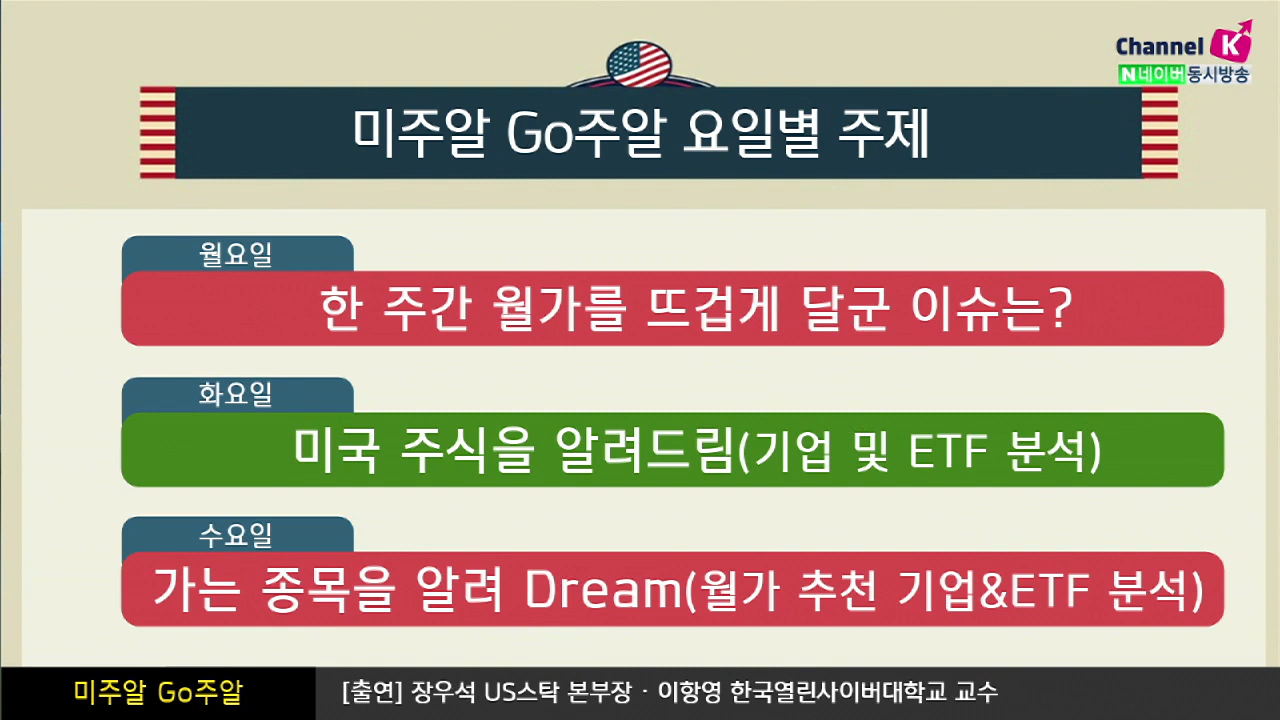 Channel K
N네이버 동시방송
미주알 Go주알 요일별 주제
월요일
한 주간 월가를 뜨겁게 달군 이슈는?
화요일
미국 주식을 알려드림(기업 및 ETF 분석)
수요일
가는 종목을 알려 Dream(월가 추천 기업&ETF 분석)
미주알 Go주알
[출연] 장우석 US스탁 본부장 · 이항영 한국열린사이버대학교 교수